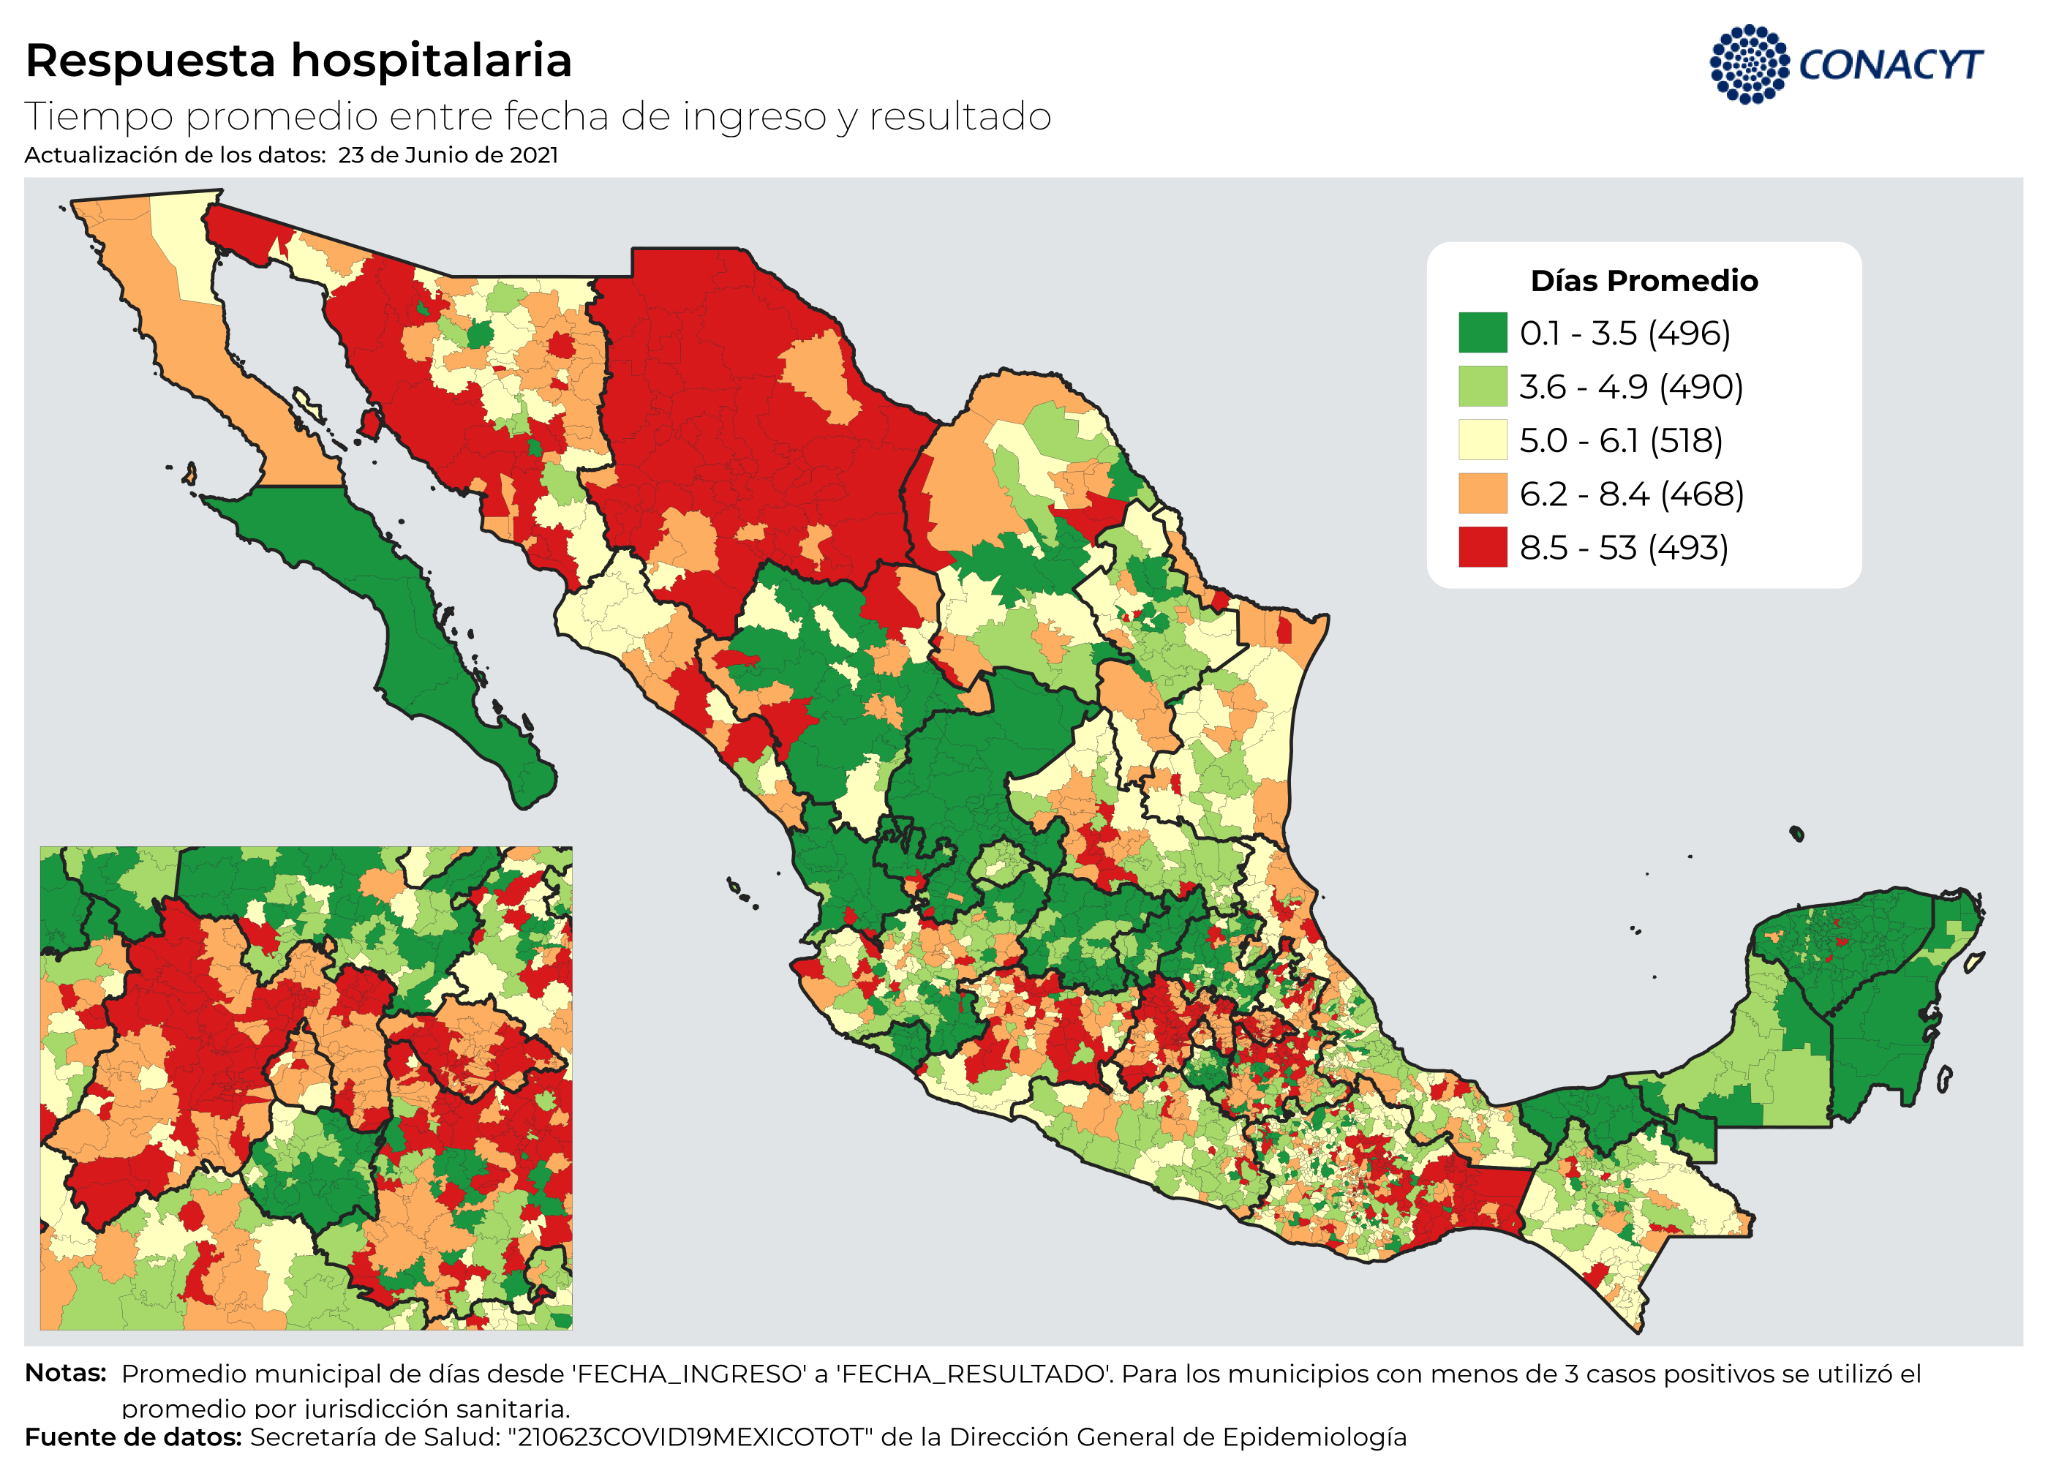 Respuesta hospitalaria
CONACYT
Tiempo promedio entre fecha de ingreso y resultado
Actualización de los datos: 23 de Junio de 2021
Días Promedio
0.1 - 3.5 (496)
3.6 - 4.9 (490)
5.0 - 6.1 (518)
6.2 - 8.4 (468)
8.5 - 53 (493)
Notas: Promedio municipal de días desde 'FECHA_INGRESO' a 'FECHA_RESULTADO'. Para los municipios con menos de 3 casos positivos se utilizó el
promedio por jurisdicción sanitaria.
Fuente de datos: Secretaría de Salud: "210623COVID19MEXICOTOT" de la Dirección General de Epidemiología